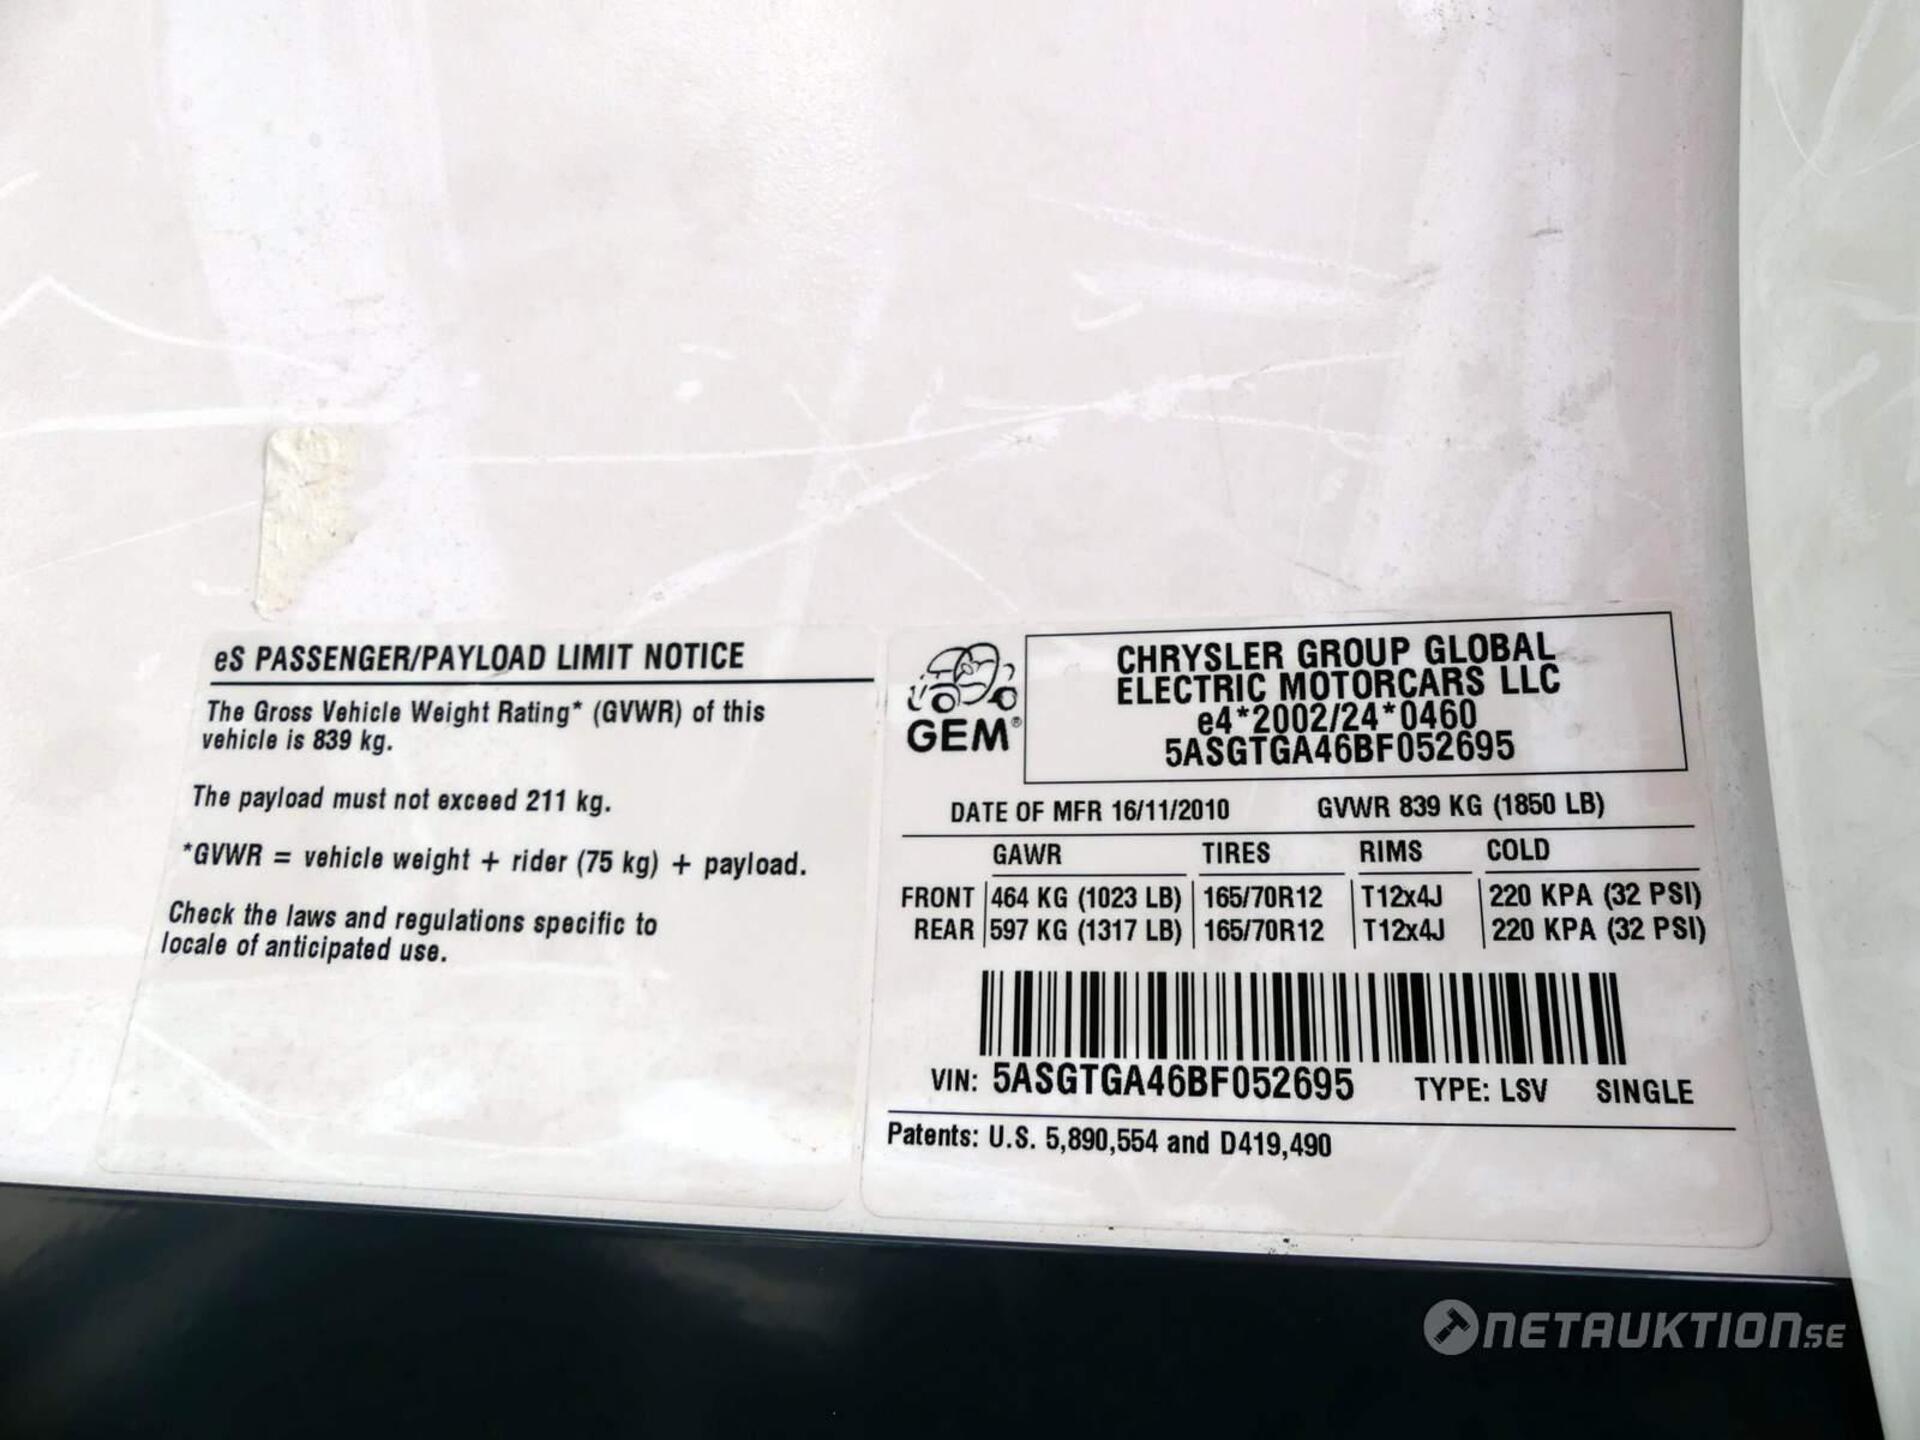 eS PASSENGER/PAYLOAD LIMIT NOTICE
The Gross Vehicle Weight Rating* (GVWR) of this
vehicle is 839 kg.
The payload must not exceed 211 kg.
*GVWR = vehicle weight + rider (75 kg) + payload.
Check the laws and regulations specific to
locale of anticipated use.
GEM®
CHRYSLER GROUP GLOBAL
ELECTRIC MOTORCARS LLC
e4*2002/24*0460
5ASGTGA46BF052695
DATE OF MFR 16/11/2010 GVWR 839 KG (1850 LB)
GAWR TIRES RIMS COLD
FRONT 464 KG (1023 LB) 165/70R12 T12x4J 220 KPA (32 PSI)
REAR 597 KG (1317 LB) 165/70R12 T12x4J 220 KPA (32 PSI)
VIN: 5ASGTGA46BF052695 TYPE: LSV SINGLE
Patents: U.S. 5,890,554 and D419,490
NETAUKTION.SE